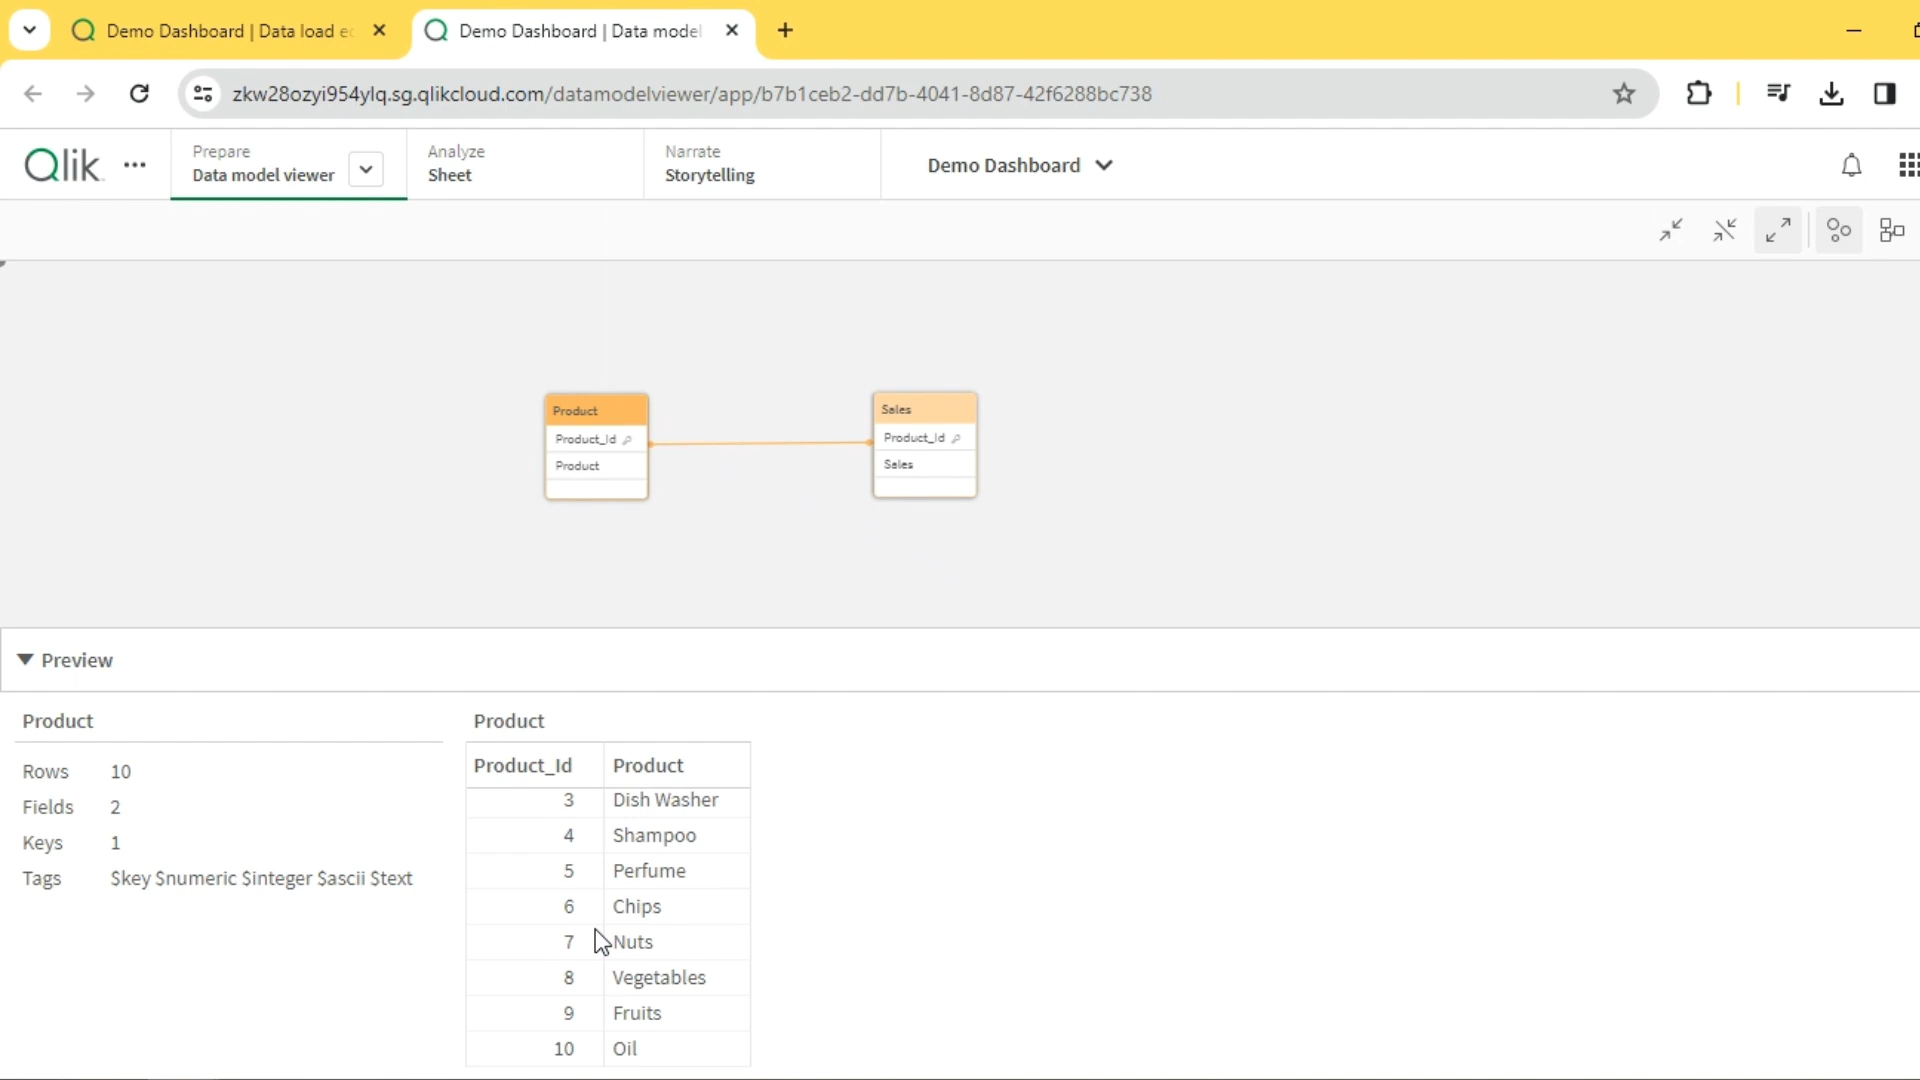 Demo Dashboard | Data load e
Demo Dashboard | Data model
zkw28ozyi954ylq.sg.qlikcloud.com/datamodelviewer/app/b7b1ceb2-dd7b-4041-8d87-42f6288bc738
Qlik
Prepare
Data model viewer
Analyze
Sheet
Narrate
Storytelling
Demo Dashboard
Product
Product_Id
Product
Sales
Product_Id
Sales
Preview
Product
Rows 10
Fields 2
Keys 1
Tags $key $numeric $integer $ascii $text
Product
Product_Id Product
3 Dish Washer
4 Shampoo
5 Perfume
6 Chips
7 Nuts
8 Vegetables
9 Fruits
10 Oil